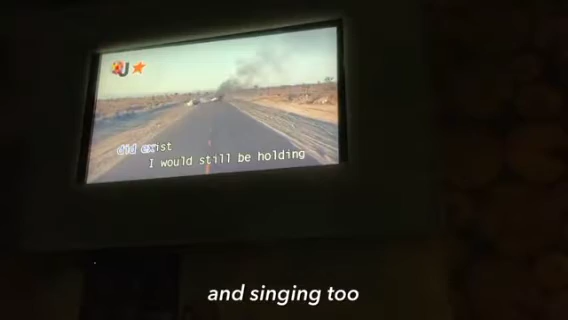 U
did exist
I would still be holding
and singing too